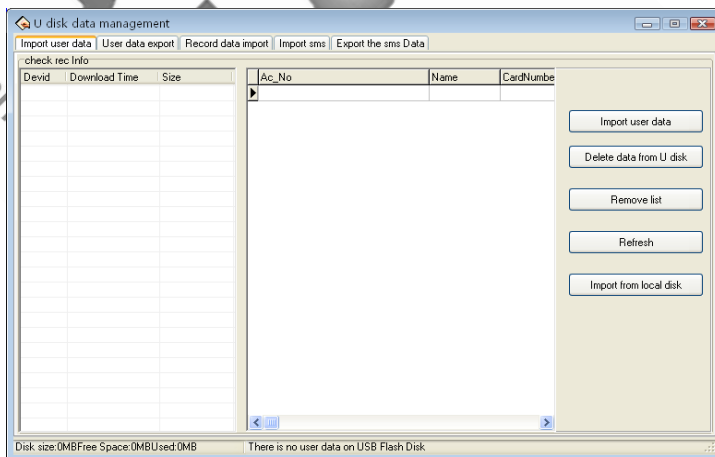 U disk data management
Import user data User data export Record data import Import sms Export the sms Data
check rec Info
Devid Download Time Size Ac_No Name CardNumbe
Import user data
Delete data from U disk
Remove list
Refresh
Import from local disk
Disk size:0MBFree Space:0MBUsed:0MB There is no user data on USB Flash Disk